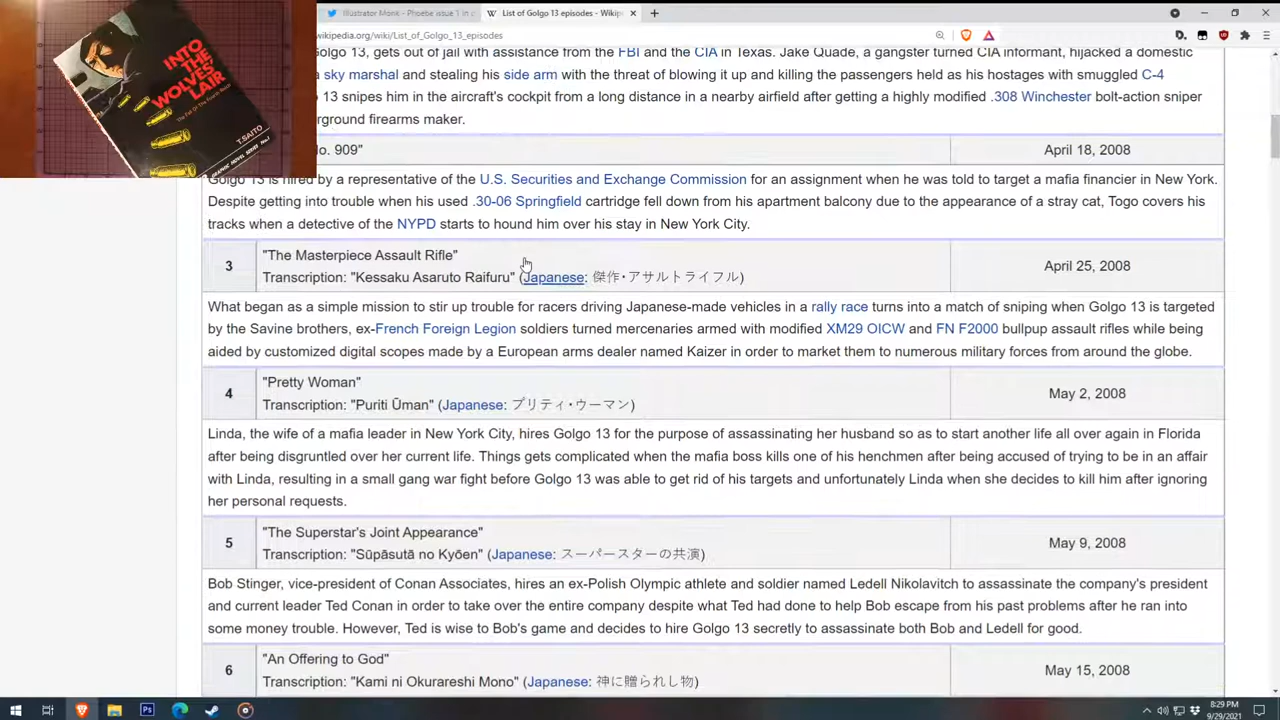 INTO
THE
WOLVES'
LAIR
The Fall Of The Fourth Reich
T. SAITO
GRAPHIC NOVEL SERIES No.1
Illustrator Monk - Phoebe issue 1 in c
List of Golgo 13 episodes - Wikip
wikipedia.org/wiki/List_of_Golgo_13_episodes
Golgo 13, gets out of jail with assistance from the FBI and the CIA in Texas. Jake Quade, a gangster turned CIA informant, hijacked a domestic
sky marshal and stealing his side arm with the threat of blowing it up and killing the passengers held as his hostages with smuggled C-4
13 snipes him in the aircraft's cockpit from a long distance in a nearby airfield after getting a highly modified .308 Winchester bolt-action sniper
rground firearms maker.
No. 909" April 18, 2008
Golgo 13 is hired by a representative of the U.S. Securities and Exchange Commission for an assignment when he was told to target a mafia financier in New York.
Despite getting into trouble when his used .30-06 Springfield cartridge fell down from his apartment balcony due to the appearance of a stray cat, Togo covers his
tracks when a detective of the NYPD starts to hound him over his stay in New York City.
3 "The Masterpiece Assault Rifle" April 25, 2008
Transcription: "Kessaku Asaruto Raifuru" (Japanese: 傑作・アサルトライフル)
What began as a simple mission to stir up trouble for racers driving Japanese-made vehicles in a rally race turns into a match of sniping when Golgo 13 is targeted
by the Savine brothers, ex-French Foreign Legion soldiers turned mercenaries armed with modified XM29 OICW and FN F2000 bullpup assault rifles while being
aided by customized digital scopes made by a European arms dealer named Kaizer in order to market them to numerous military forces from around the globe.
4 "Pretty Woman" May 2, 2008
Transcription: "Puriti Ūman" (Japanese: プリティ・ウーマン)
Linda, the wife of a mafia leader in New York City, hires Golgo 13 for the purpose of assassinating her husband so as to start another life all over again in Florida
after being disgruntled over her current life. Things gets complicated when the mafia boss kills one of his henchmen after being accused of trying to be in an affair
with Linda, resulting in a small gang war fight before Golgo 13 was able to get rid of his targets and unfortunately Linda when she decides to kill him after ignoring
her personal requests.
5 "The Superstar's Joint Appearance" May 9, 2008
Transcription: "Sūpāsutā no Kyōen" (Japanese: スーパースターの共演)
Bob Stinger, vice-president of Conan Associates, hires an ex-Polish Olympic athlete and soldier named Ledell Nikolavitch to assassinate the company's president
and current leader Ted Conan in order to take over the entire company despite what Ted had done to help Bob escape from his past problems after he ran into
some money trouble. However, Ted is wise to Bob's game and decides to hire Golgo 13 secretly to assassinate both Bob and Ledell for good.
6 "An Offering to God" May 15, 2008
Transcription: "Kami ni Okurareshi Mono" (Japanese: 神に贈られし物)
8:29 PM
9/29/2021